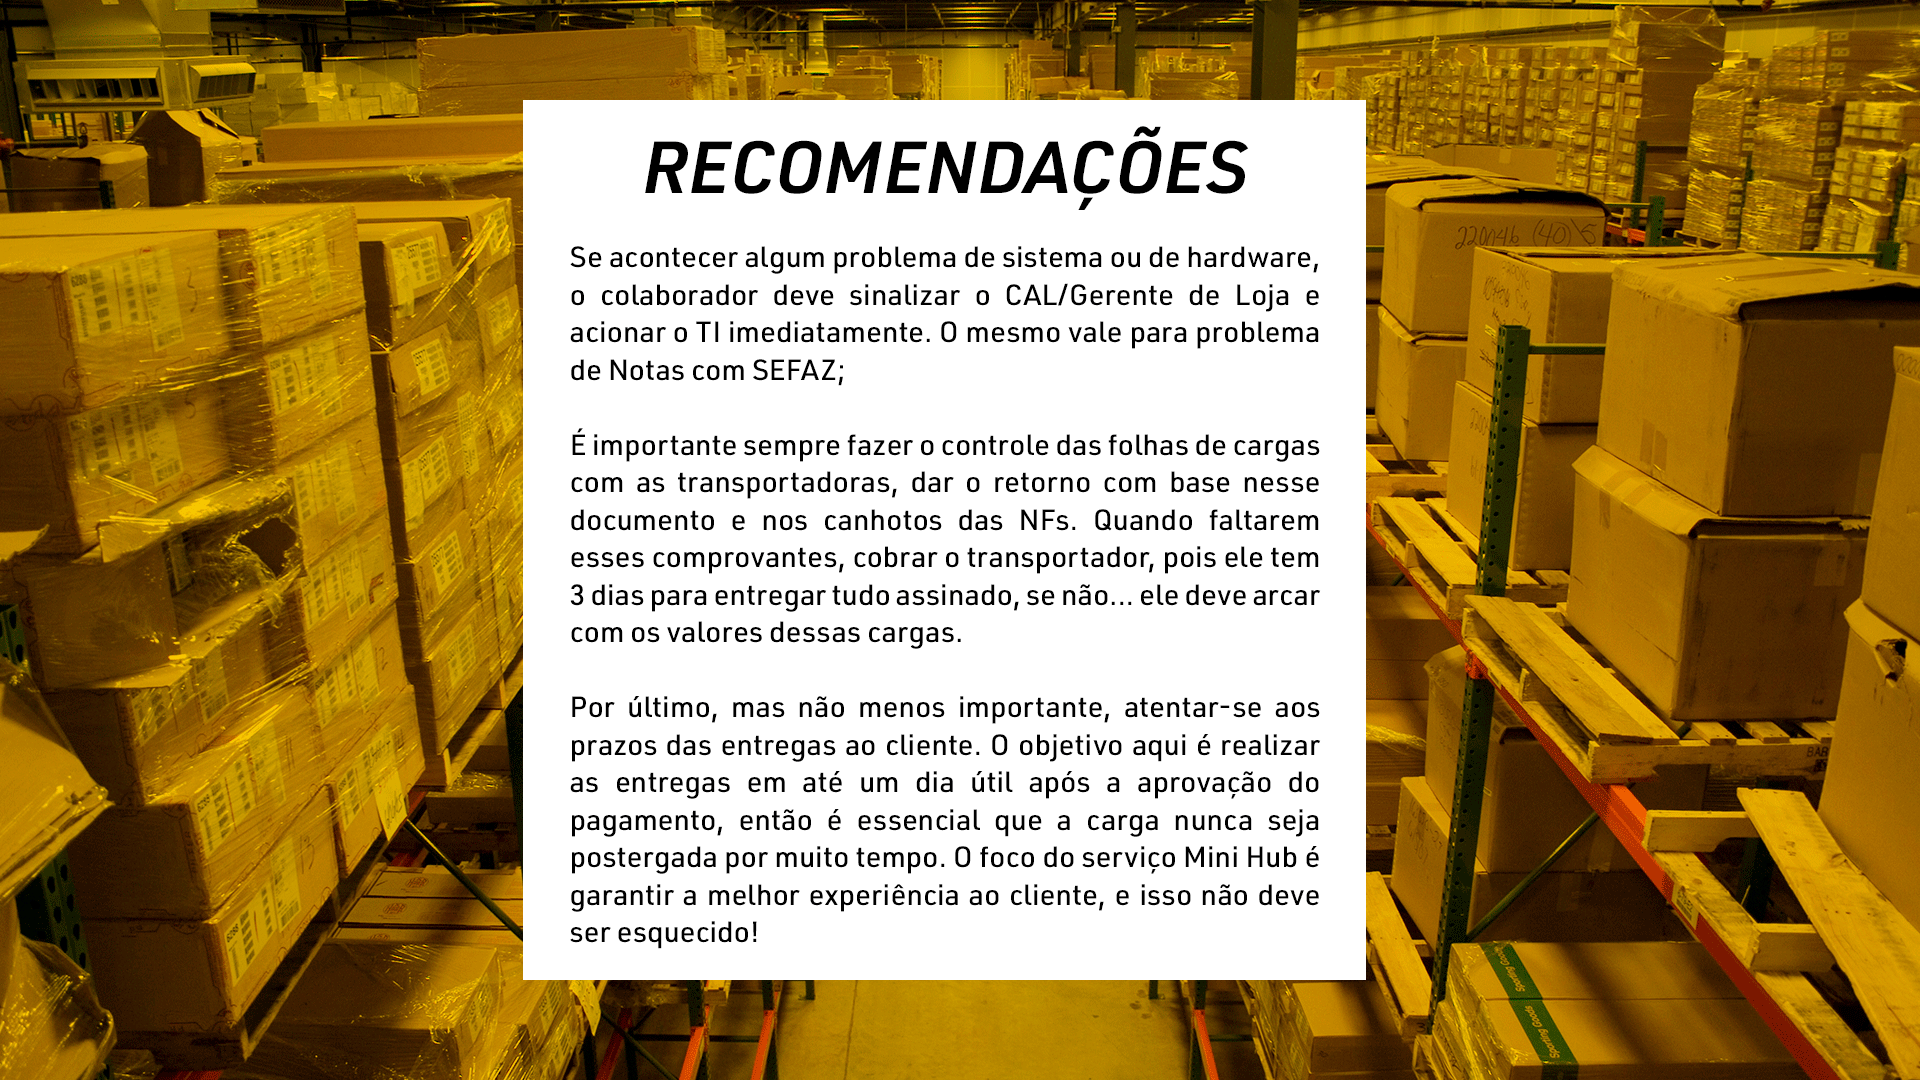 RECOMENDAÇÕES
Se acontecer algum problema de sistema ou de hardware,
o colaborador deve sinalizar o CAL/Gerente de Loja e
acionar o TI imediatamente. O mesmo vale para problema
de Notas com SEFAZ;
É importante sempre fazer o controle das folhas de cargas
com as transportadoras, dar o retorno com base nesse
documento e nos canhotos das NFs. Quando faltarem
esses comprovantes, cobrar o transportador, pois ele tem
3 dias para entregar tudo assinado, se não... ele deve arcar
com os valores dessas cargas.
Por último, mas não menos importante, atentar-se aos
prazos das entregas ao cliente. O objetivo aqui é realizar
as entregas em até um dia útil após a aprovação do
pagamento, então é essencial que a carga nunca seja
postergada por muito tempo. O foco do serviço Mini Hub é
garantir a melhor experiência ao cliente, e isso não deve
ser esquecido!
Sporting Goods
Sporting Goods